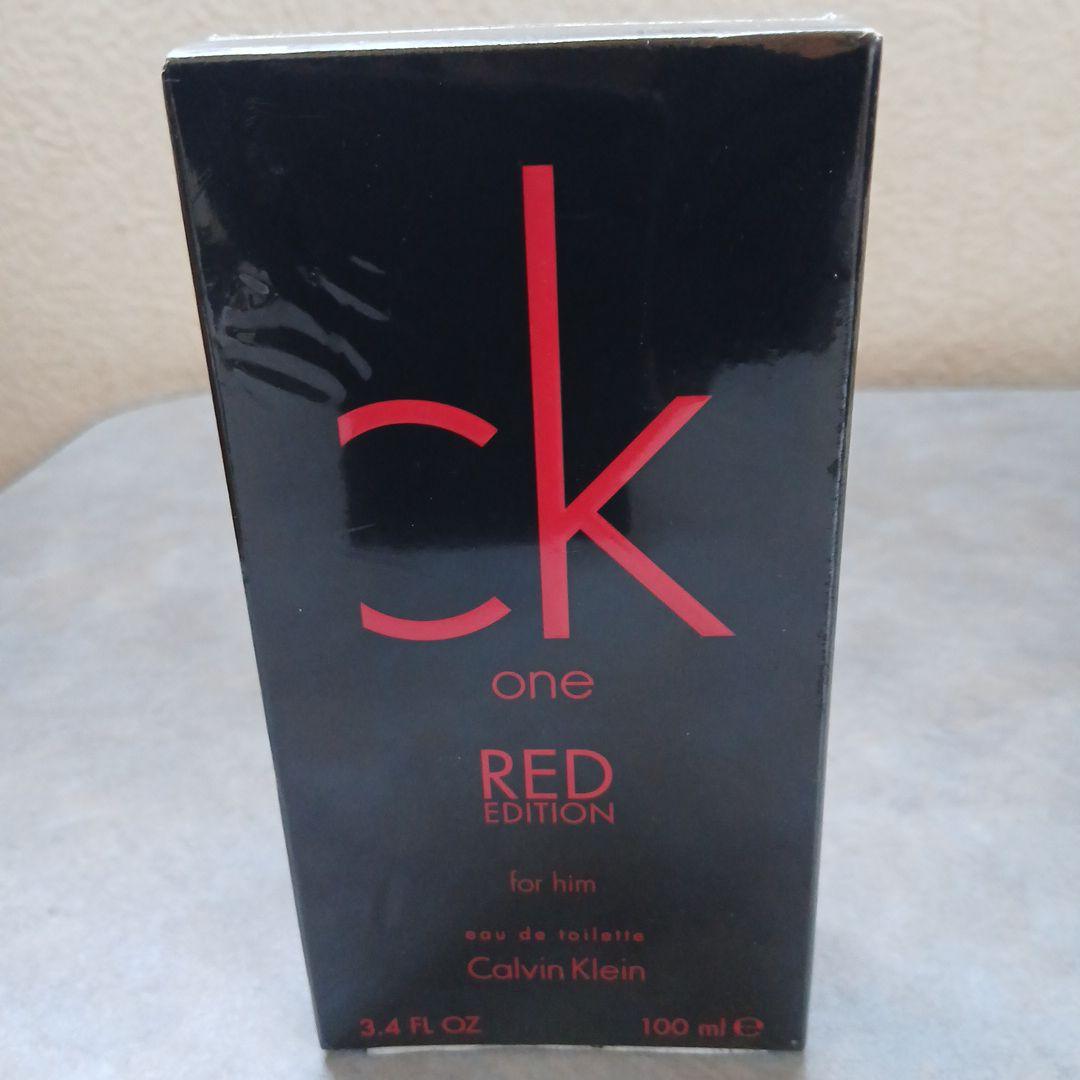 ck
one
RED
EDITION
for him
eau de toilette
Calvin Klein
3.4 FL OZ 100 ml ℮